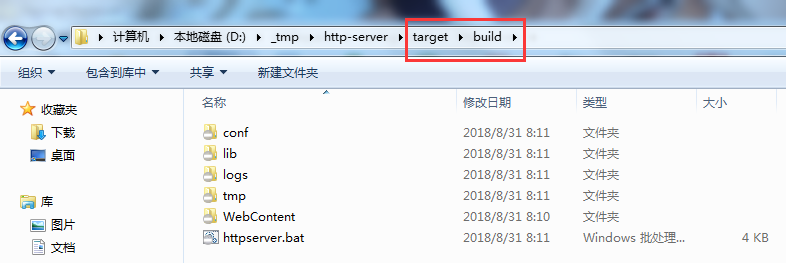 计算机 本地磁盘 (D:) _tmp http-server target build
组织 包含到库中 共享 新建文件夹
收藏夹
下载
桌面
库
图片
文档
名称 修改日期 类型 大小
conf 2018/8/31 8:11 文件夹
lib 2018/8/31 8:11 文件夹
logs 2018/8/31 8:11 文件夹
tmp 2018/8/31 8:11 文件夹
WebContent 2018/8/31 8:10 文件夹
httpserver.bat 2018/8/31 8:11 Windows 批处理... 4 KB